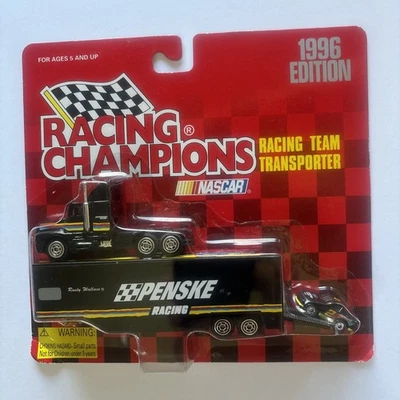 FOR AGES 5 AND UP
1996
EDITION
RACING®
CHAMPIONS
NASCAR
RACING TEAM
TRANSPORTER
Rusty Wallace
PENSKE
RACING
WARNING:
CHOKING HAZARD-Small parts
Not for Children under 3 years